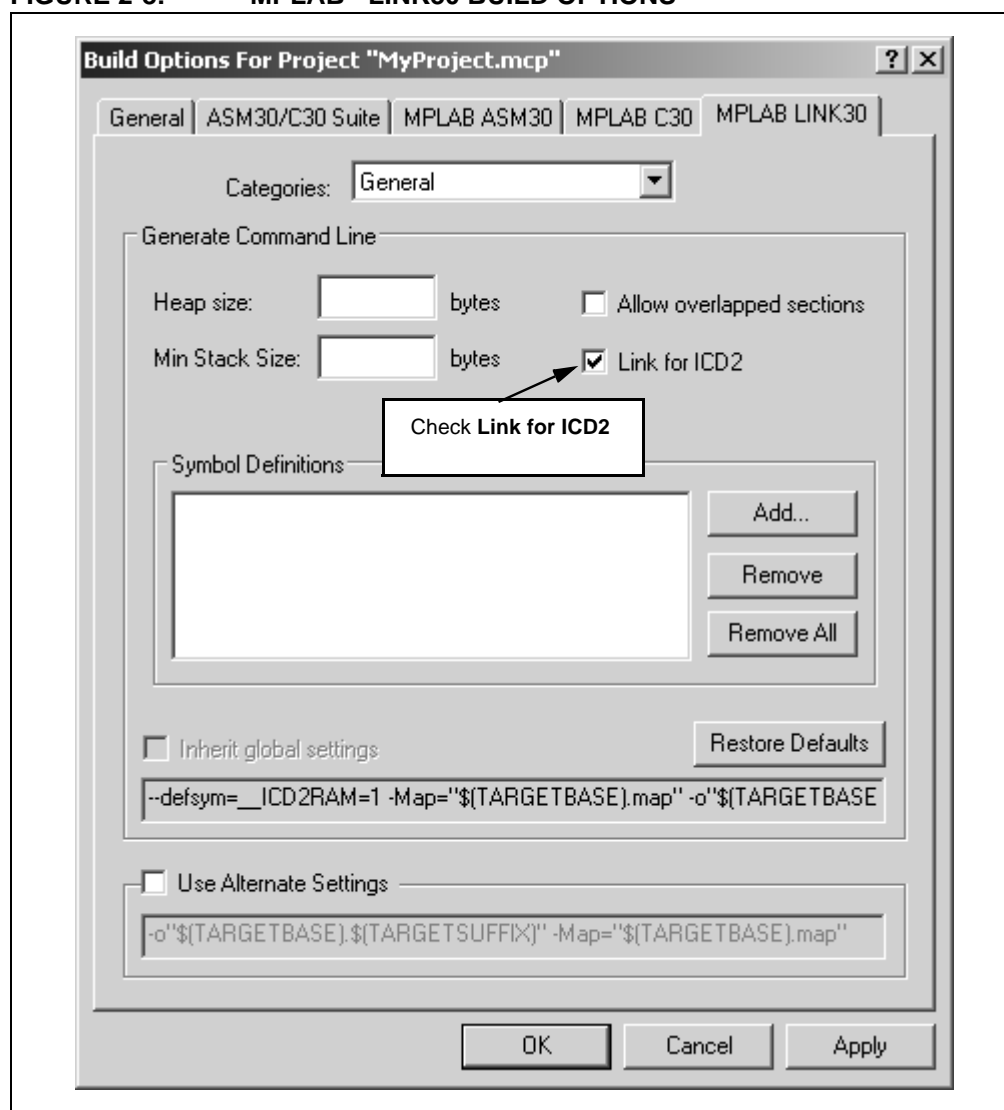 Build Options For Project "MyProject.mcp"
General ASM30/C30 Suite MPLAB ASM30 MPLAB C30 MPLAB LINK30
Categories: General
Generate Command Line
Heap size: bytes Allow overlapped sections
Min Stack Size: bytes Link for ICD2
Check Link for ICD2
Symbol Definitions
Add...
Remove
Remove All
Inherit global settings Restore Defaults
--defsym=__ICD2RAM=1 -Map="$(TARGETBASE).map" -o"$(TARGETBASE
Use Alternate Settings
-o"$(TARGETBASE).$(TARGETSUFFIX)" -Map="$(TARGETBASE).map"
OK Cancel Apply